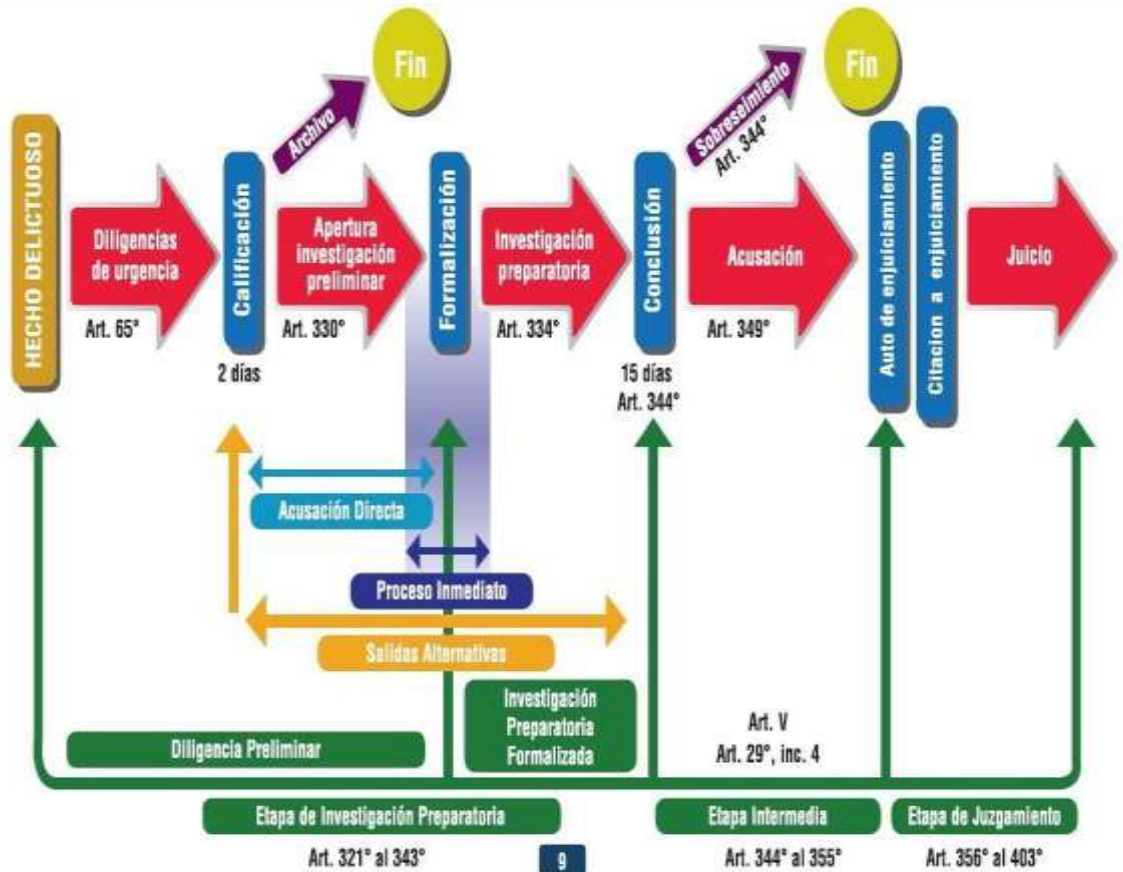 Fin
Fin
Archivo
Sobreseimiento
Art. 344°
HECHO DELICTUOSO
Diligencias
de urgencia
Art. 65°
Calificación
2 días
Apertura
investigación
preliminar
Art. 330°
Formalización
Investigación
preparatoria
Art. 334°
Conclusión
15 días
Art. 344°
Acusación
Art. 349°
Auto de enjuiciamiento
Citacion a enjuiciamiento
Juicio
Acusación Directa
Proceso Inmediato
Salidas Alternativas
Diligencia Preliminar
Investigación
Preparatoria
Formalizada
Art. V
Art. 29°, inc. 4
Etapa de Investigación Preparatoria
Art. 321° al 343°
9
Etapa Intermedia
Art. 344° al 355°
Etapa de Juzgamiento
Art. 356° al 403°